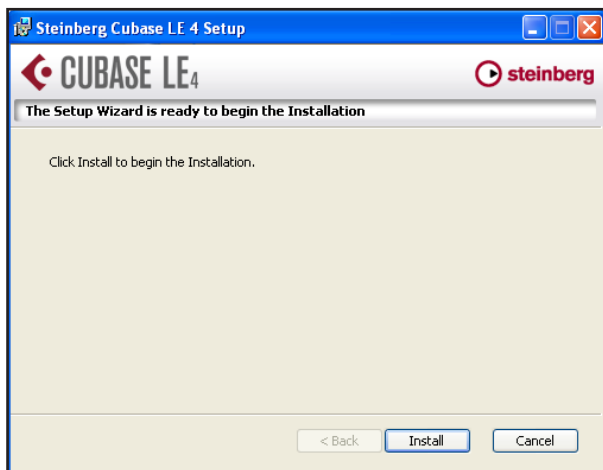 Steinberg Cubase LE 4 Setup
CUBASE LE4
steinberg
The Setup Wizard is ready to begin the Installation
Click Install to begin the Installation.
< Back Install Cancel